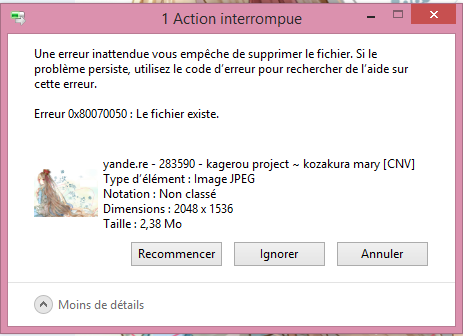 1 Action interrompue
Une erreur inattendue vous empêche de supprimer le fichier. Si le
problème persiste, utilisez le code d'erreur pour rechercher de l'aide sur
cette erreur.
Erreur 0x80070050 : Le fichier existe.
yande.re - 283590 - kagerou project ~ kozakura mary [CNV]
Type d'élément : Image JPEG
Notation : Non classé
Dimensions : 2048 x 1536
Taille : 2,38 Mo
Recommencer
Ignorer
Annuler
Moins de détails